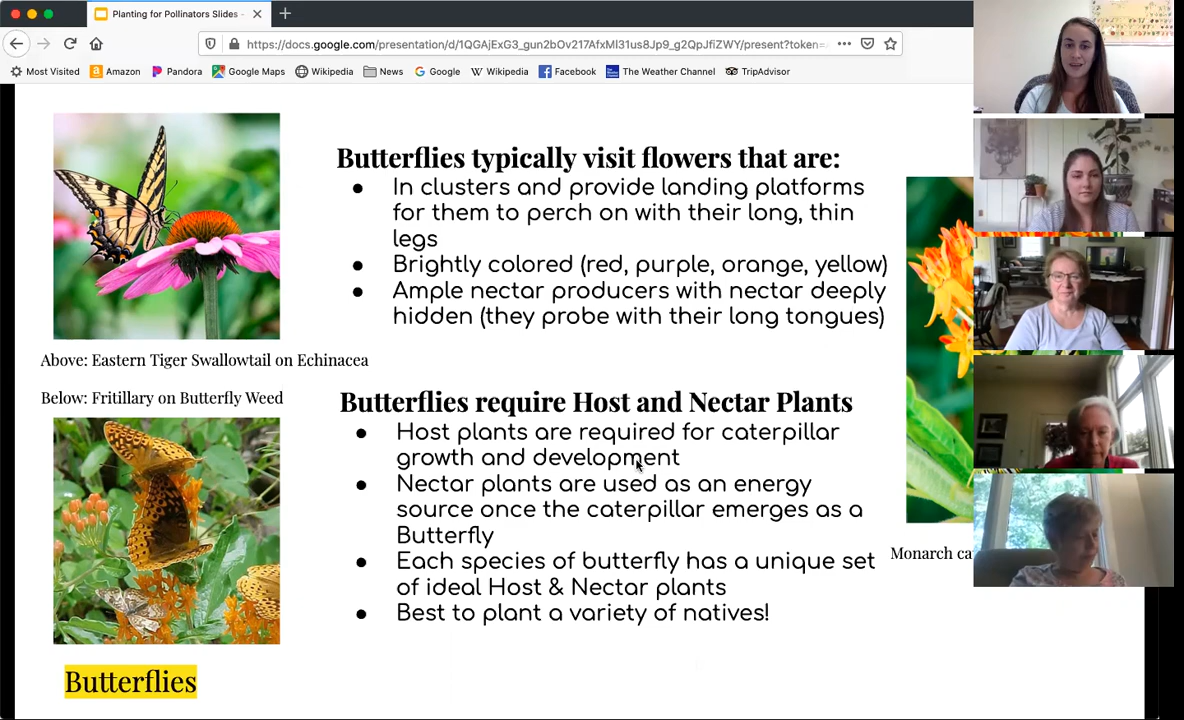 Planting for Pollinators Slides -
https://docs.google.com/presentation/d/1QGAjExG3_gun2bOv217AfxMI31us8Jp9_g2QpJfiZWY/present?token=
Most Visited Amazon Pandora Google Maps Wikipedia News Google Wikipedia Facebook The Weather Channel TripAdvisor
Butterflies typically visit flowers that are:
● In clusters and provide landing platforms
for them to perch on with their long, thin
legs
● Brightly colored (red, purple, orange, yellow)
● Ample nectar producers with nectar deeply
hidden (they probe with their long tongues)
Above: Eastern Tiger Swallowtail on Echinacea
Below: Fritillary on Butterfly Weed
Butterflies require Host and Nectar Plants
● Host plants are required for caterpillar
growth and development
● Nectar plants are used as an energy
source once the caterpillar emerges as a
Butterfly
● Each species of butterfly has a unique set
of ideal Host & Nectar plants
● Best to plant a variety of natives!
Monarch ca
Butterflies